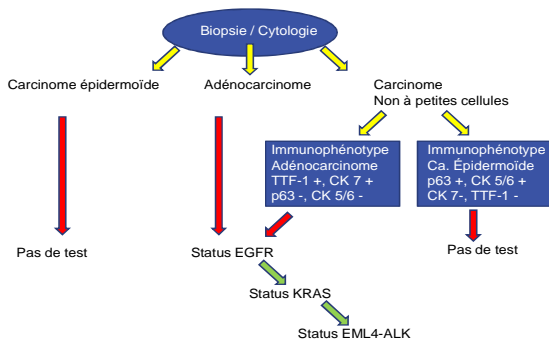 Biopsie / Cytologie
Carcinome épidermoïde
Adénocarcinome
Carcinome
Non à petites cellules
Immunophénotype
Adénocarcinome
TTF-1 +, CK 7 +
p63 -, CK 5/6 -
Immunophénotype
Ca. Épidermoïde
p63 +, CK 5/6 +
CK 7-, TTF-1 -
Pas de test
Status EGFR
Pas de test
Status KRAS
Status EML4-ALK